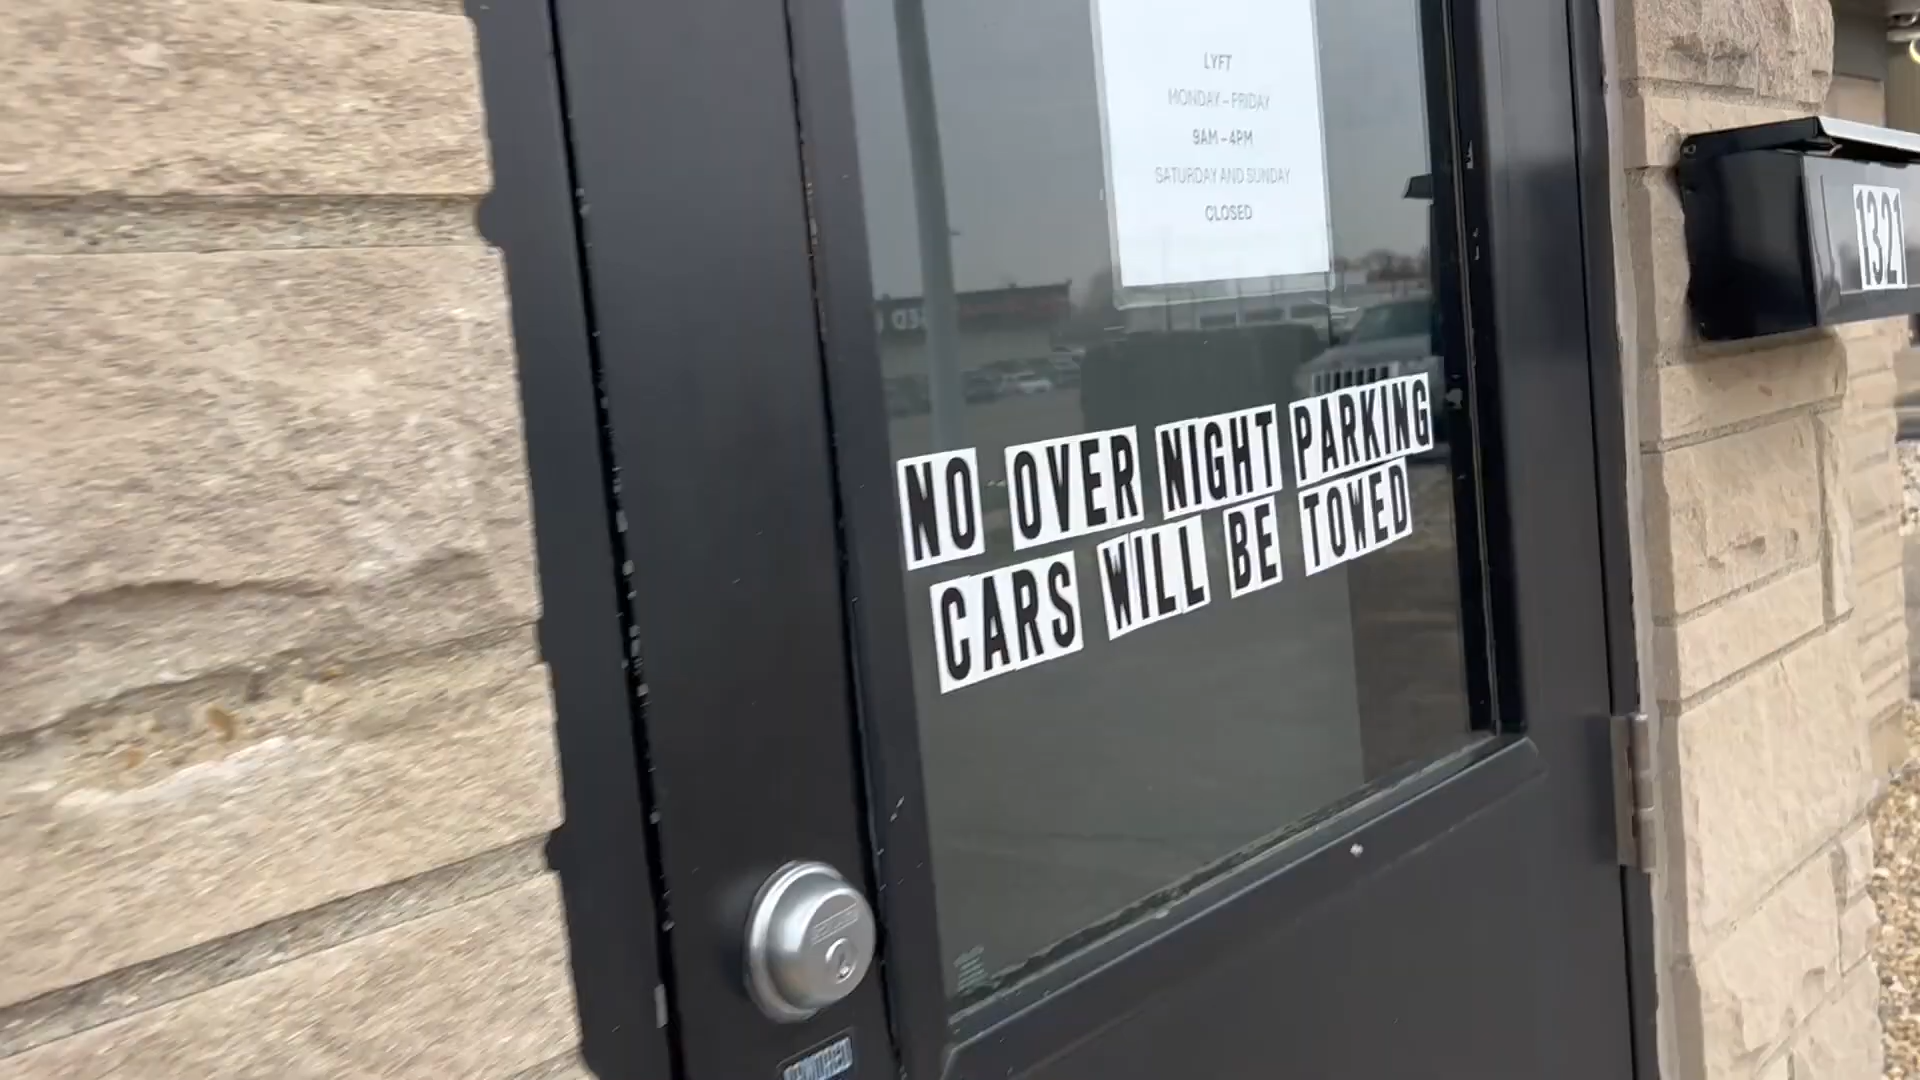 LYFT
MONDAY – FRIDAY
9AM – 4PM
SATURDAY AND SUNDAY
CLOSED
1321
NO OVER NIGHT PARKING
CARS WILL BE TOWED